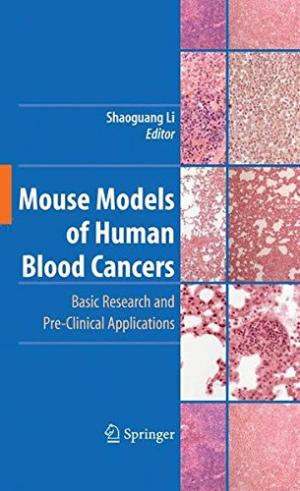 Shaoguang Li
Editor
Mouse Models
of Human
Blood Cancers
Basic Research and
Pre-Clinical Applications
Springer